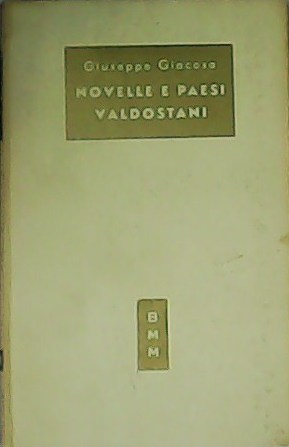 Giuseppe Giacosa
NOVELLE E PAESI
VALDOSTANI
B
M
M